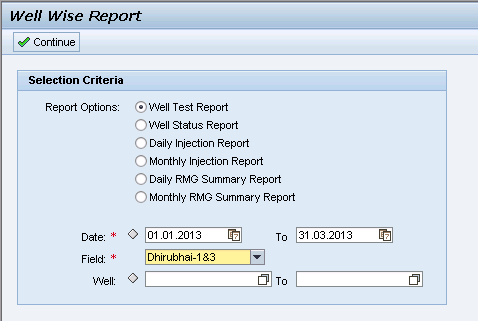 Well Wise Report
Continue
Selection Criteria
Report Options: Well Test Report
Well Status Report
Daily Injection Report
Monthly Injection Report
Daily RMG Summary Report
Monthly RMG Summary Report
Date: * 01.01.2013 To 31.03.2013
Field: * Dhirubhai-1&3
Well: To